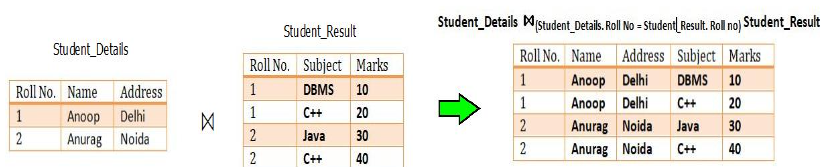 Student_Details
Roll No. Name Address
1 Anoop Delhi
2 Anurag Noida
⋈
Student_Result
Roll No. Subject Marks
1 DBMS 10
1 C++ 20
2 Java 30
2 C++ 40
Student_Details ⋈(Student_Details. Roll No = Student_Result. Roll no) Student_Result
Roll No. Name Address Subject Marks
1 Anoop Delhi DBMS 10
1 Anoop Delhi C++ 20
2 Anurag Noida Java 30
2 Anurag Noida C++ 40